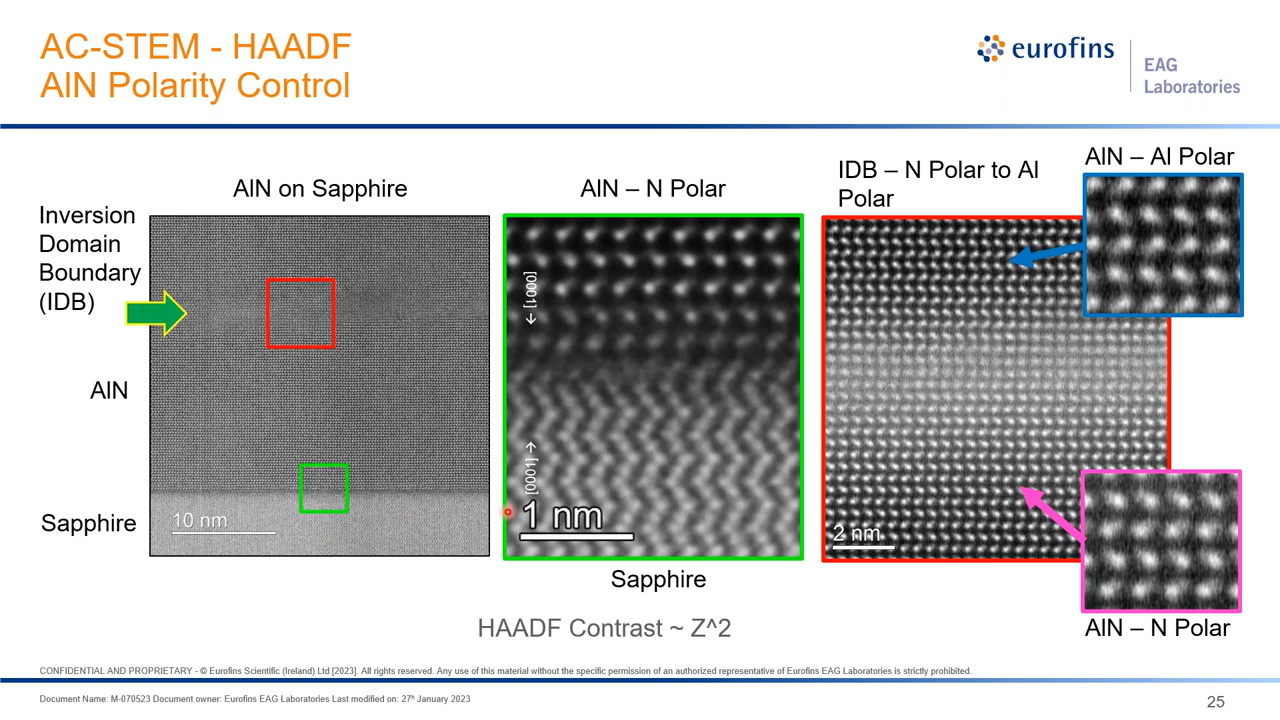 AC-STEM - HAADF
AlN Polarity Control
eurofins
EAG
Laboratories
AlN on Sapphire
AlN – N Polar
IDB – N Polar to Al
Polar
AlN – Al Polar
Inversion
Domain
Boundary
(IDB)
AlN
Sapphire
10 nm
← [1000]
[0001] →
1 nm
Sapphire
2 nm
AlN – N Polar
HAADF Contrast ~ Z^2
CONFIDENTIAL AND PROPRIETARY - © Eurofins Scientific (Ireland) Ltd [2023]. All rights reserved. Any use of this material without the specific permission of an authorized representative of Eurofins EAG Laboratories is strictly prohibited.
Document Name: M-070523 Document owner: Eurofins EAG Laboratories Last modified on: 27th January 2023
25